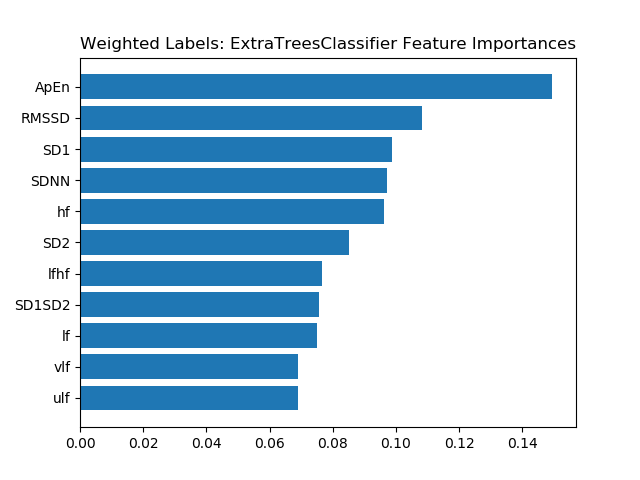 Weighted Labels: ExtraTreesClassifier Feature Importances
ApEn
RMSSD
SD1
SDNN
hf
SD2
lfhf
SD1SD2
lf
vlf
ulf
0.00 0.02 0.04 0.06 0.08 0.10 0.12 0.14